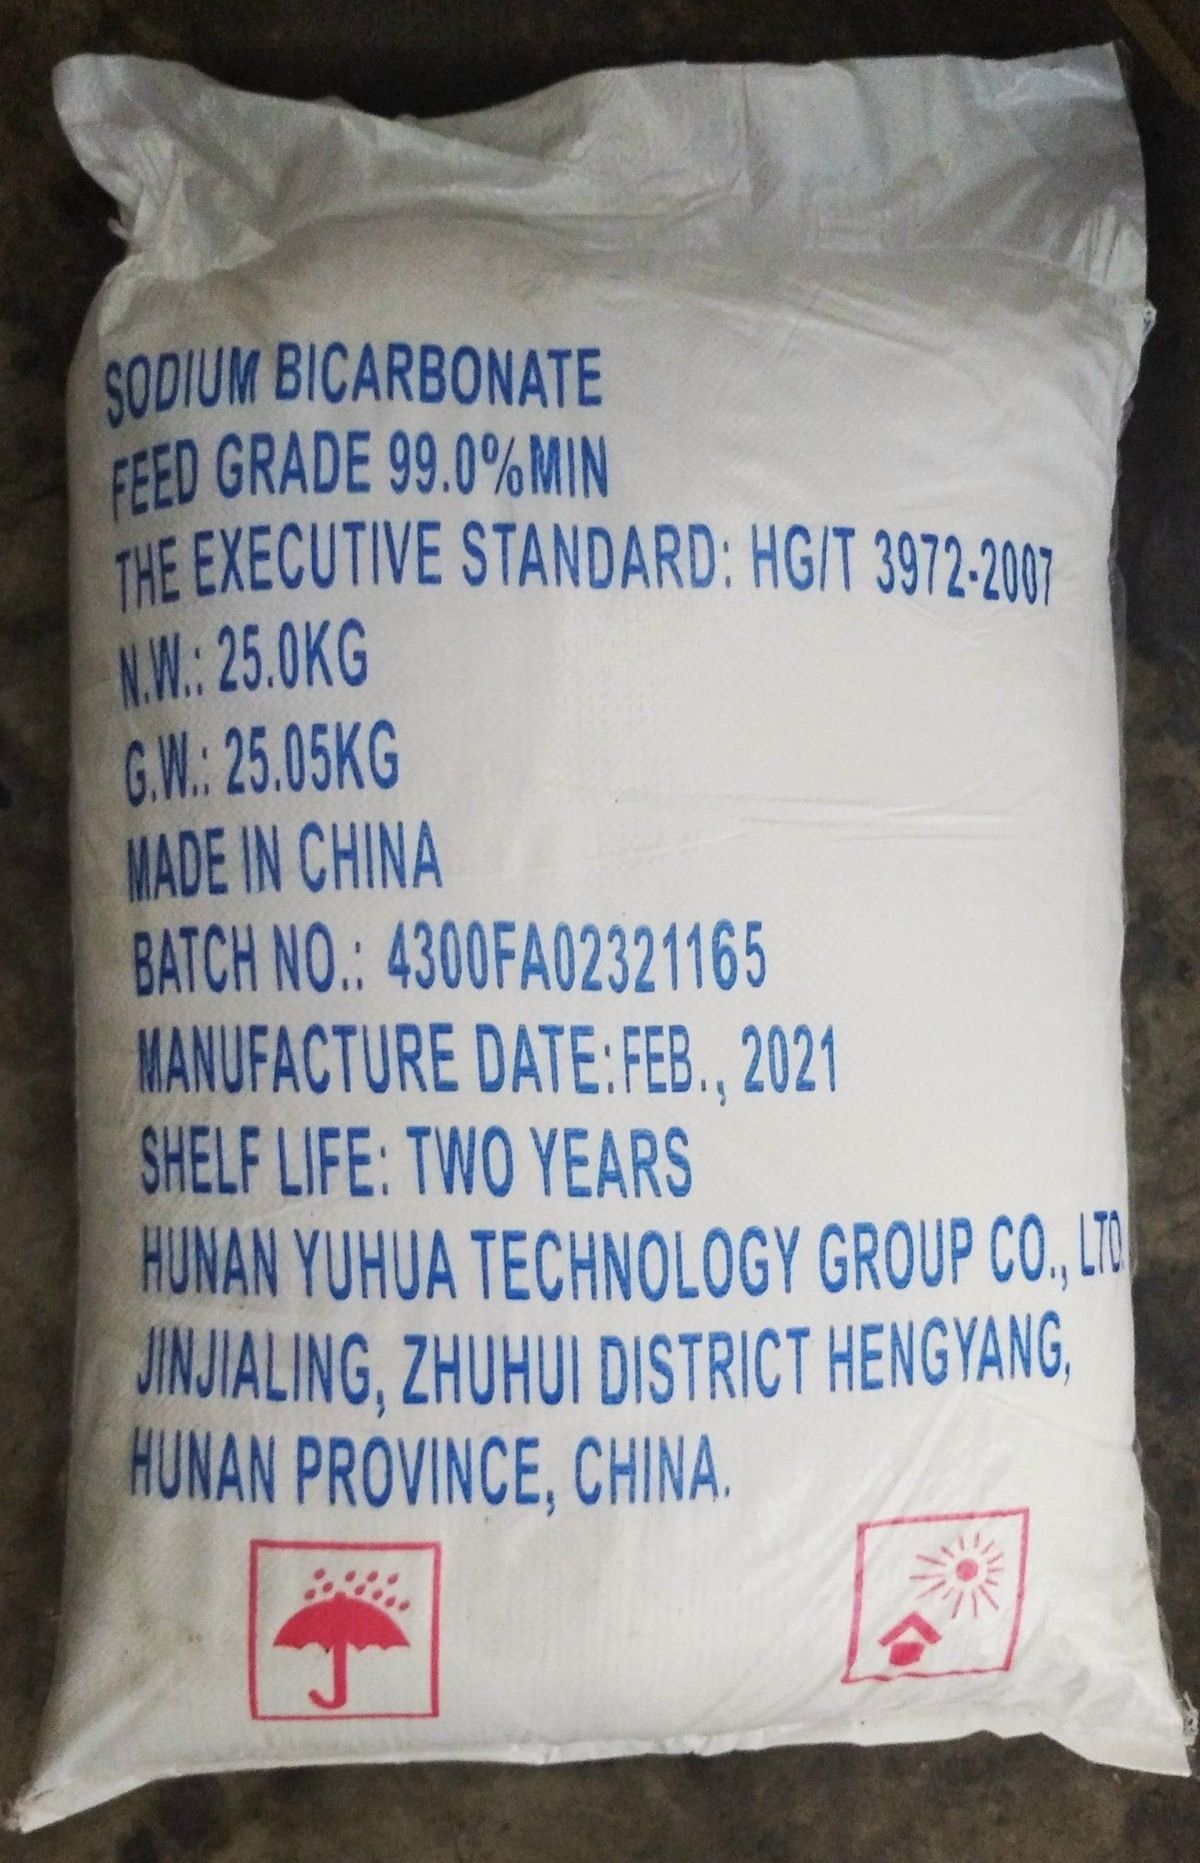 SODIUM BICARBONATE
FEED GRADE 99.0%MIN
THE EXECUTIVE STANDARD: HG/T 3972-2007
N.W.: 25.0KG
G.W.: 25.05KG
MADE IN CHINA
BATCH NO.: 4300FA02321165
MANUFACTURE DATE:FEB., 2021
SHELF LIFE: TWO YEARS
HUNAN YUHUA TECHNOLOGY GROUP CO., LTD.
JINJIALING, ZHUHUI DISTRICT HENGYANG,
HUNAN PROVINCE, CHINA.